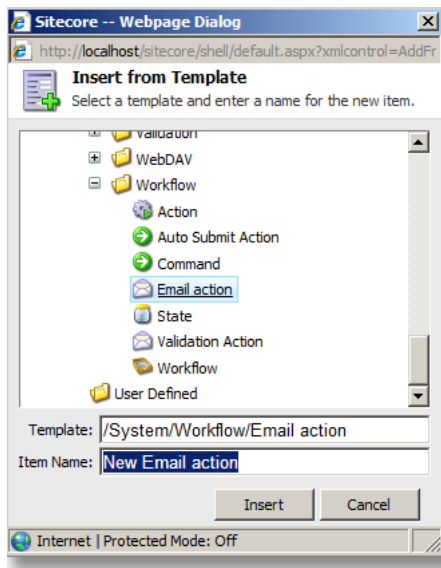 Sitecore -- Webpage Dialog
http://localhost/sitecore/shell/default.aspx?xmlcontrol=AddFr
Insert from Template
Select a template and enter a name for the new item.
Validation
WebDAV
Workflow
Action
Auto Submit Action
Command
Email action
State
Validation Action
Workflow
User Defined
Template: /System/Workflow/Email action
Item Name: New Email action
Insert Cancel
Internet | Protected Mode: Off